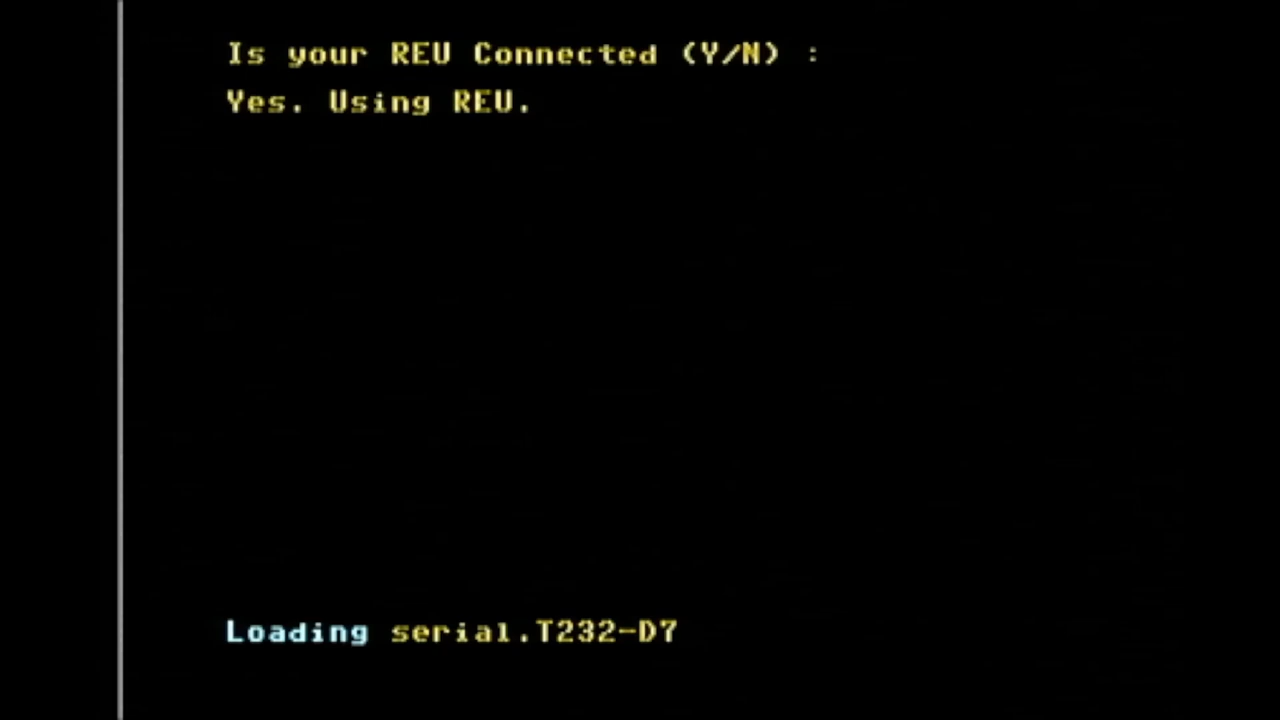 Is your REU Connected (Y/N) :
Yes. Using REU.
Loading serial.T232-D7